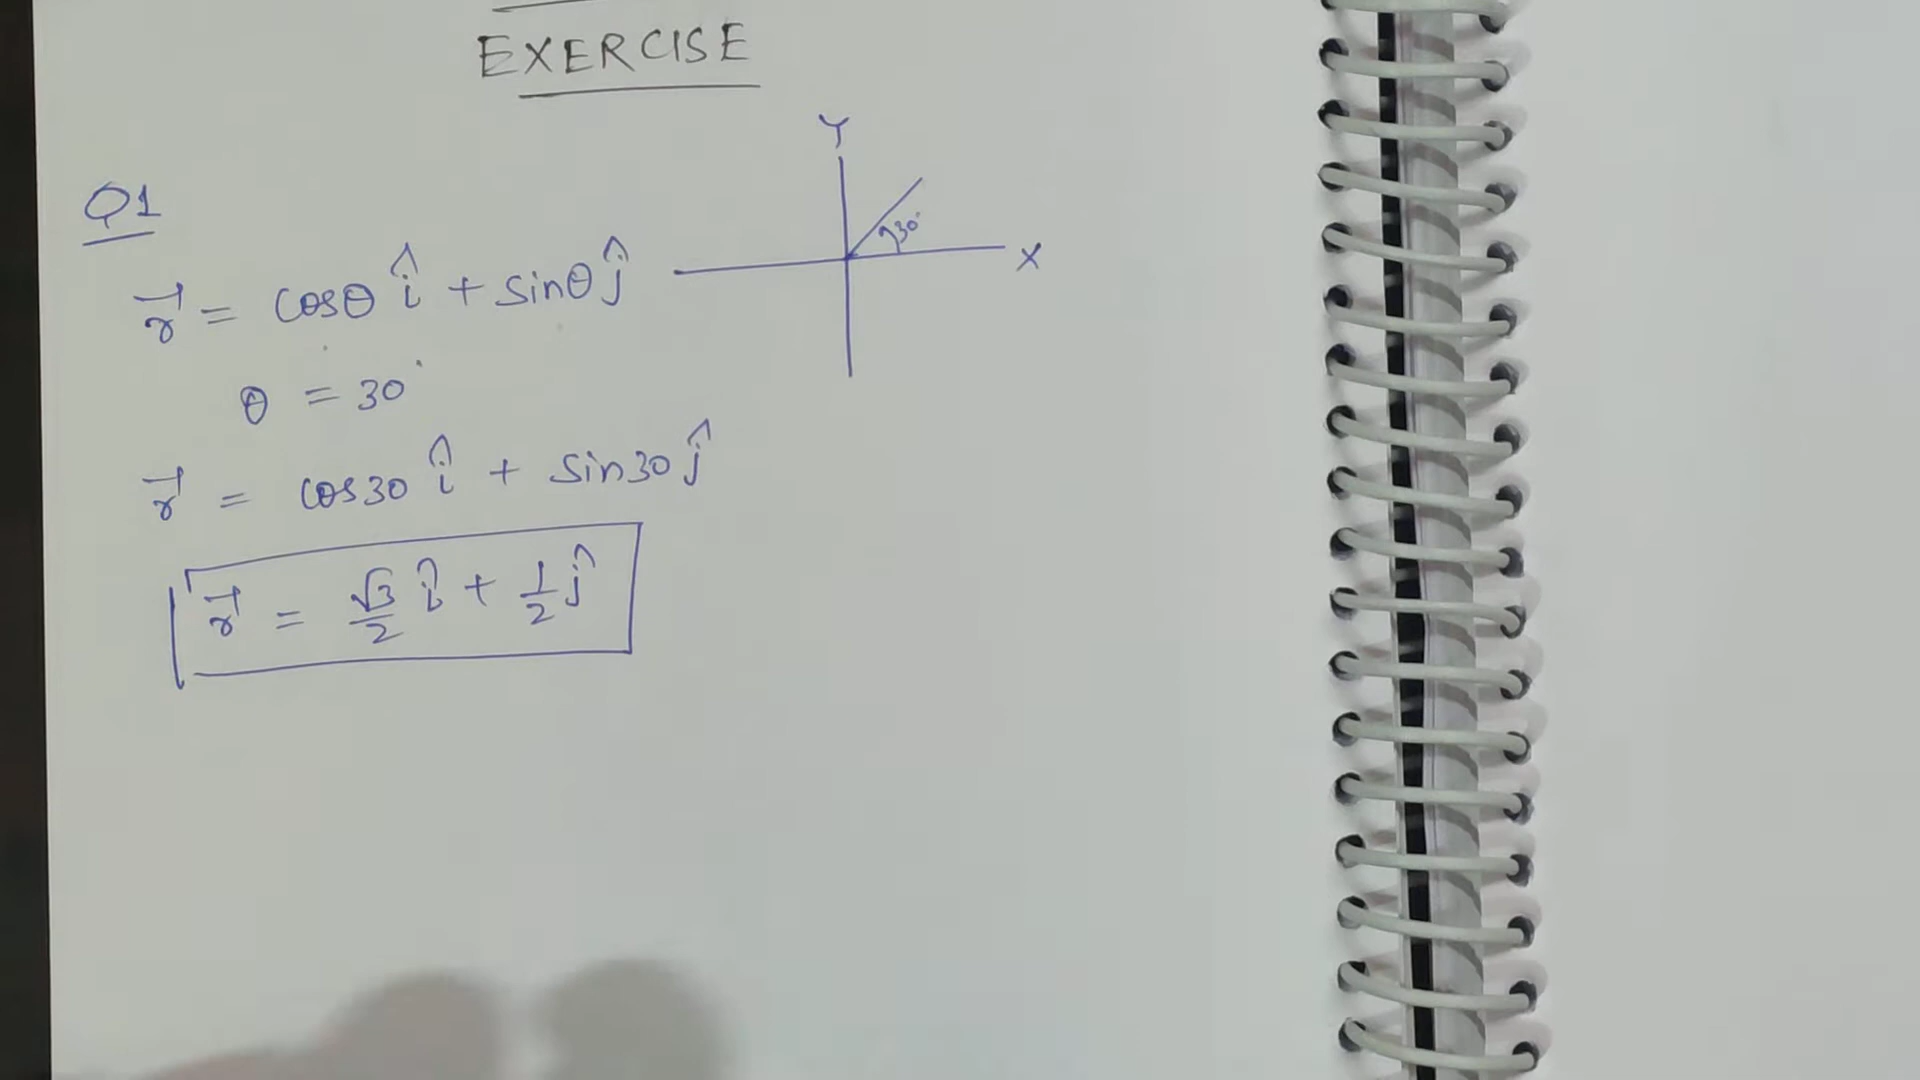 EXERCISE
Y
Q1
30°
X
r⃗ = cosθ î + sinθ ĵ
θ = 30°
r⃗ = cos30 î + sin30 ĵ
r⃗ = √3/2 î + 1/2 ĵ